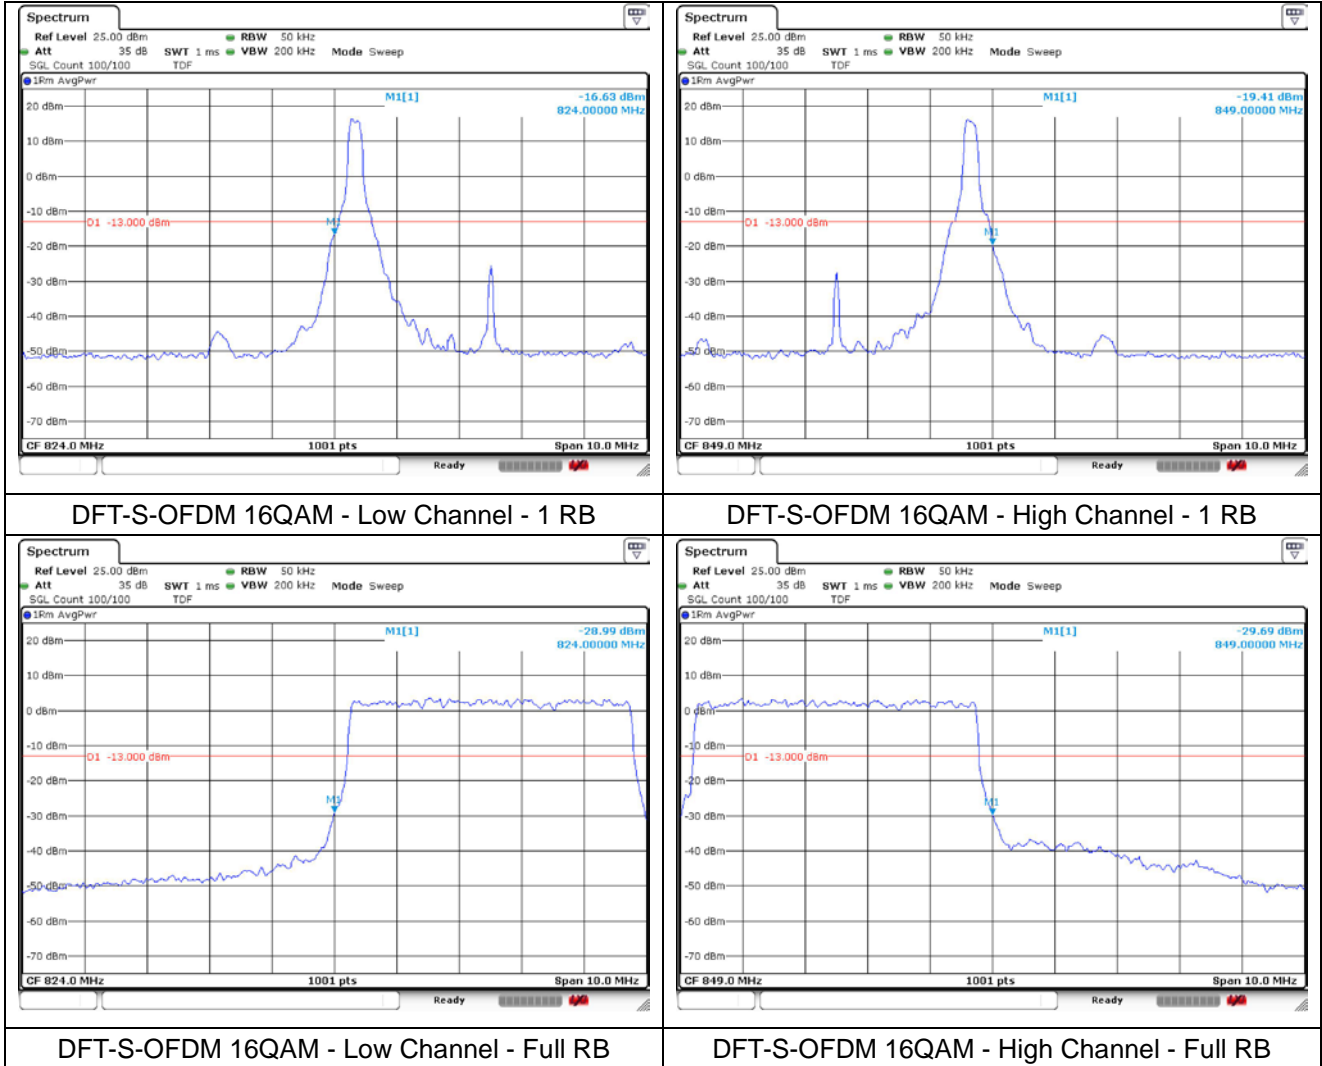 Spectrum
Ref Level 25.00 dBm RBW 50 kHz
Att 35 dB SWT 1 ms VBW 200 kHz Mode Sweep
SGL Count 100/100 TDF
1Rm AvgPwr
M1[1] -16.63 dBm
824.00000 MHz
20 dBm
10 dBm
0 dBm
-10 dBm
D1 -13.000 dBm
M1
-20 dBm
-30 dBm
-40 dBm
-50 dBm
-60 dBm
-70 dBm
CF 824.0 MHz 1001 pts Span 10.0 MHz
Ready
DFT-S-OFDM 16QAM - Low Channel - 1 RB
Spectrum
Ref Level 25.00 dBm RBW 50 kHz
Att 35 dB SWT 1 ms VBW 200 kHz Mode Sweep
SGL Count 100/100 TDF
1Rm AvgPwr
M1[1] -19.41 dBm
849.00000 MHz
20 dBm
10 dBm
0 dBm
-10 dBm
D1 -13.000 dBm
M1
-20 dBm
-30 dBm
-40 dBm
-50 dBm
-60 dBm
-70 dBm
CF 849.0 MHz 1001 pts Span 10.0 MHz
Ready
DFT-S-OFDM 16QAM - High Channel - 1 RB
Spectrum
Ref Level 25.00 dBm RBW 50 kHz
Att 35 dB SWT 1 ms VBW 200 kHz Mode Sweep
SGL Count 100/100 TDF
1Rm AvgPwr
M1[1] -28.99 dBm
824.00000 MHz
20 dBm
10 dBm
0 dBm
-10 dBm
D1 -13.000 dBm
-20 dBm
M1
-30 dBm
-40 dBm
-50 dBm
-60 dBm
-70 dBm
CF 824.0 MHz 1001 pts Span 10.0 MHz
Ready
DFT-S-OFDM 16QAM - Low Channel - Full RB
Spectrum
Ref Level 25.00 dBm RBW 50 kHz
Att 35 dB SWT 1 ms VBW 200 kHz Mode Sweep
SGL Count 100/100 TDF
1Rm AvgPwr
M1[1] -29.69 dBm
849.00000 MHz
20 dBm
10 dBm
0 dBm
-10 dBm
D1 -13.000 dBm
-20 dBm
M1
-30 dBm
-40 dBm
-50 dBm
-60 dBm
-70 dBm
CF 849.0 MHz 1001 pts Span 10.0 MHz
Ready
DFT-S-OFDM 16QAM - High Channel - Full RB